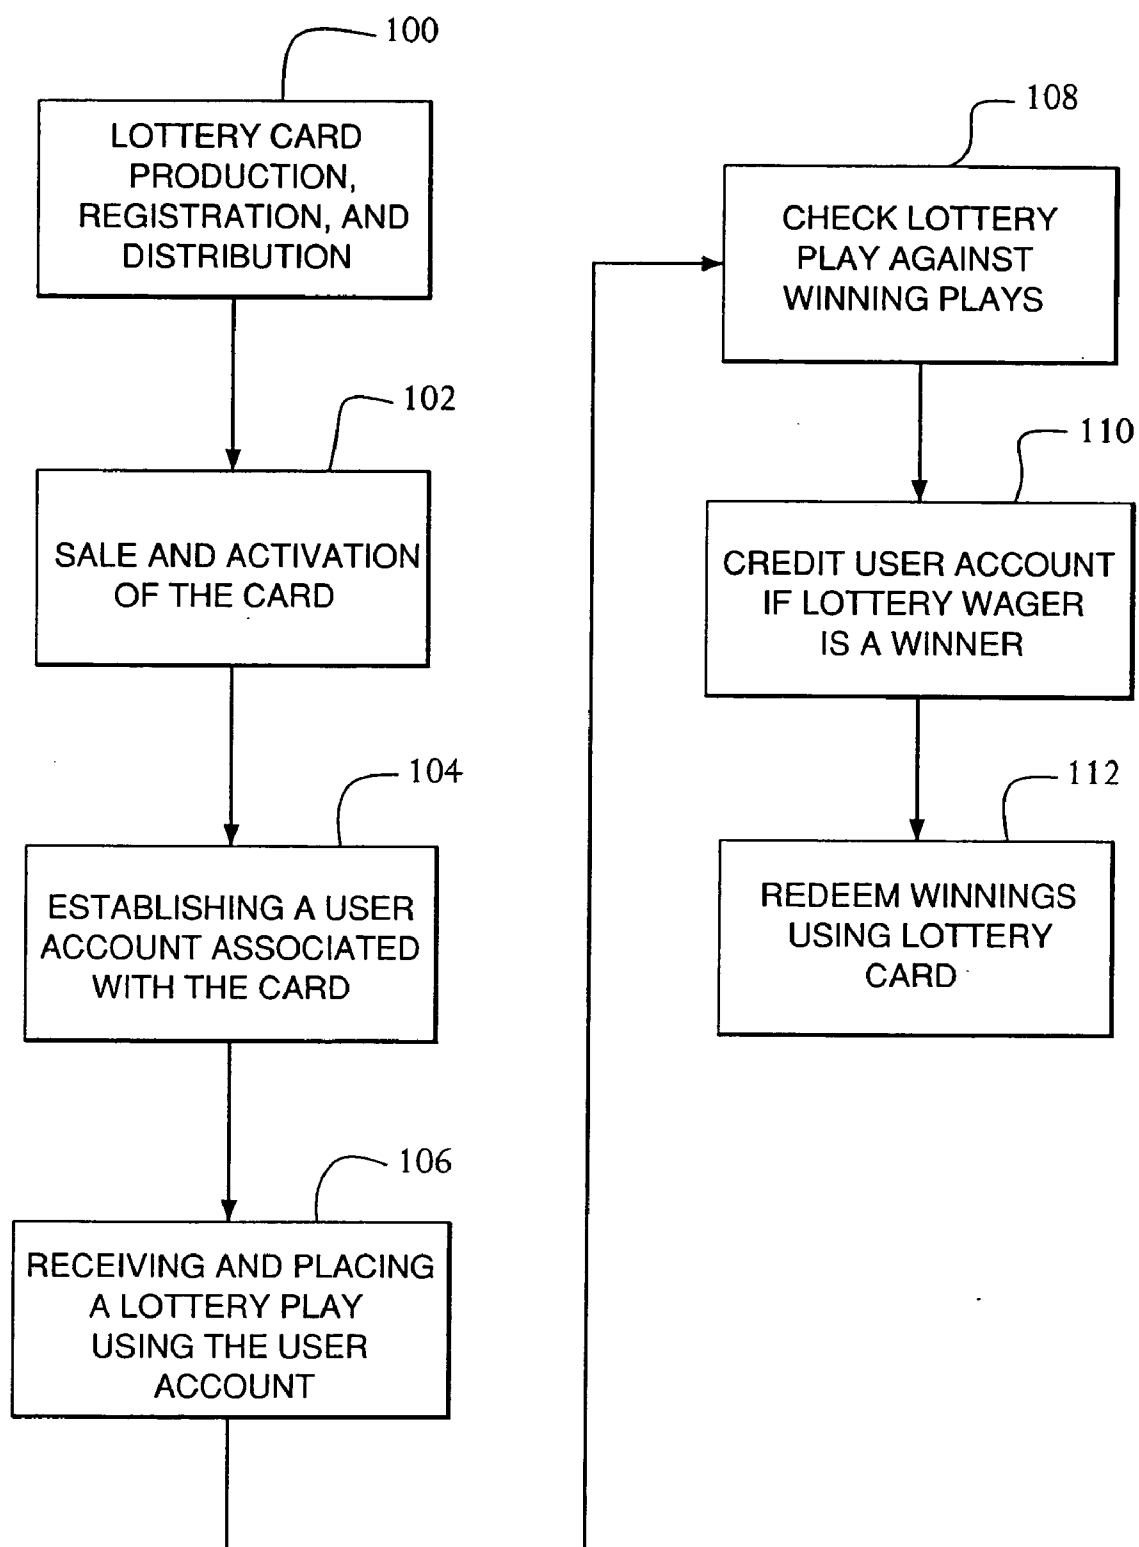 100
LOTTERY CARD
PRODUCTION,
REGISTRATION, AND
DISTRIBUTION
102
SALE AND ACTIVATION
OF THE CARD
104
ESTABLISHING A USER
ACCOUNT ASSOCIATED
WITH THE CARD
106
RECEIVING AND PLACING
A LOTTERY PLAY
USING THE USER
ACCOUNT
108
CHECK LOTTERY
PLAY AGAINST
WINNING PLAYS
110
CREDIT USER ACCOUNT
IF LOTTERY WAGER
IS A WINNER
112
REDEEM WINNINGS
USING LOTTERY
CARD